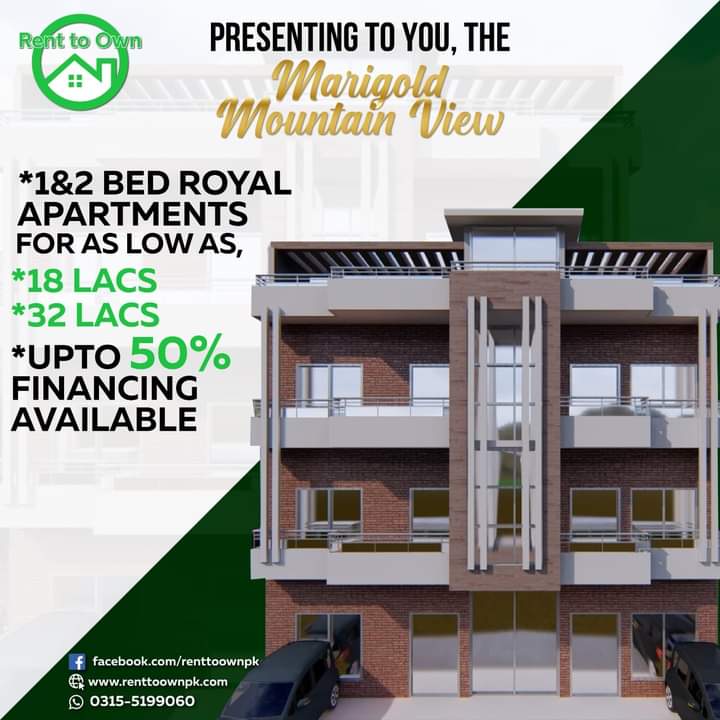 Rent to Own
PRESENTING TO YOU, THE
Marigold
Mountain View
*1&2 BED ROYAL
APARTMENTS
FOR AS LOW AS,
*18 LACS
*32 LACS
*UPTO 50%
FINANCING
AVAILABLE
facebook.com/renttoownpk
www.renttoownpk.com
0315-5199060